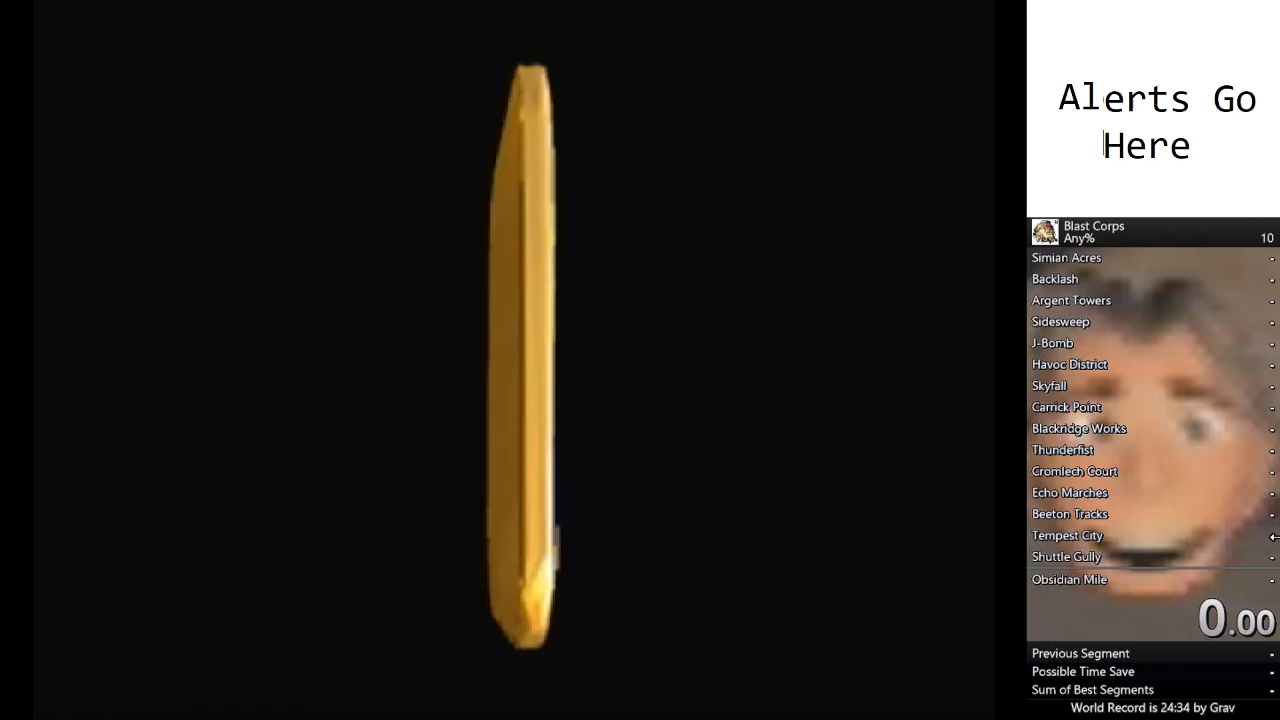 Alerts Go
Here
Blast Corps
Any% 10
Simian Acres -
Backlash -
Argent Towers -
Sidesweep -
J-Bomb -
Havoc District -
Skyfall -
Carrick Point -
Blackridge Works -
Thunderfist -
Cromlech Court -
Echo Marches -
Beeton Tracks -
Tempest City -
Shuttle Gully -
Obsidian Mile -
0.00
Previous Segment -
Possible Time Save -
Sum of Best Segments -
World Record is 24:34 by Grav